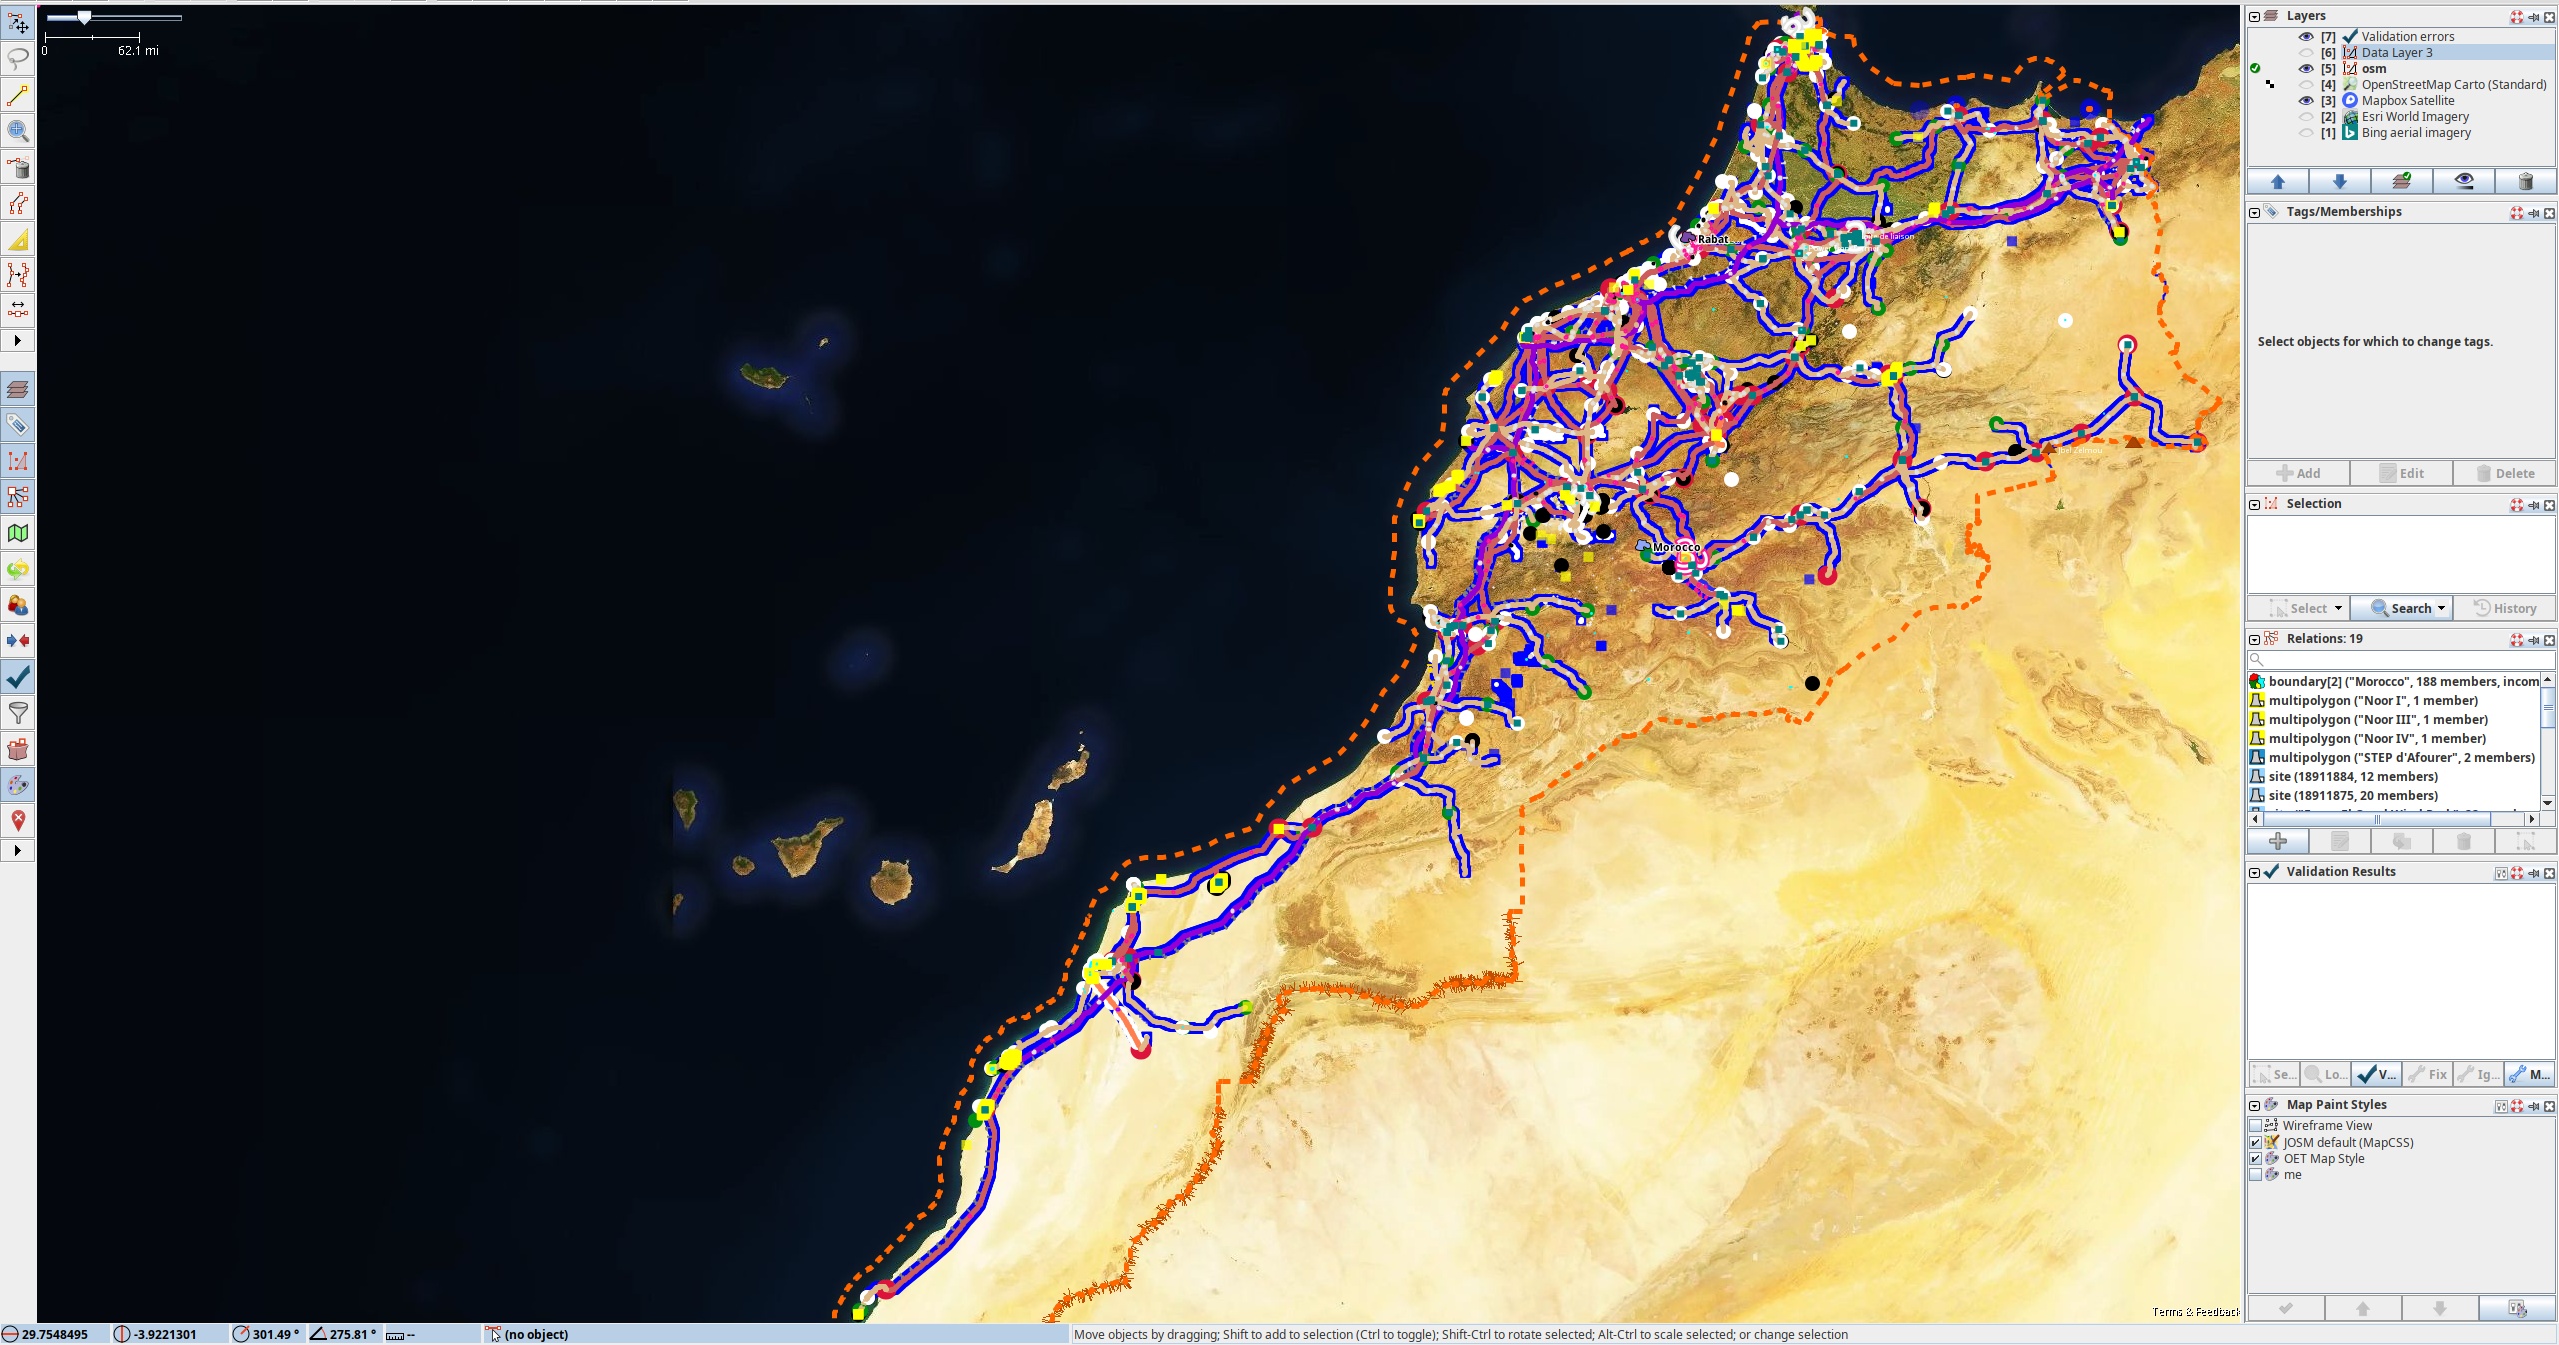 0
62.1 mi
Rabat
de liaison
Morocco
Terms & Feedback
Layers
[7] Validation errors
[6] Data Layer 3
[5] osm
[4] OpenStreetMap Carto (Standard)
[3] Mapbox Satellite
[2] Esri World Imagery
[1] Bing aerial imagery
Tags/Memberships
Select objects for which to change tags.
Add Edit Delete
Selection
Select Search History
Relations: 19
boundary[2] ("Morocco", 188 members, incom
multipolygon ("Noor I", 1 member)
multipolygon ("Noor III", 1 member)
multipolygon ("Noor IV", 1 member)
multipolygon ("STEP d'Afourer", 2 members)
site (18911884, 12 members)
site (18911875, 20 members)
Validation Results
Se... Lo... V... Fix Ig... M...
Map Paint Styles
Wireframe View
JOSM default (MapCSS)
OET Map Style
me
29.7548495 -3.9221301 301.49 ° 275.81 ° -- (no object) Move objects by dragging; Shift to add to selection (Ctrl to toggle); Shift-Ctrl to rotate selected; Alt-Ctrl to scale selected; or change selection